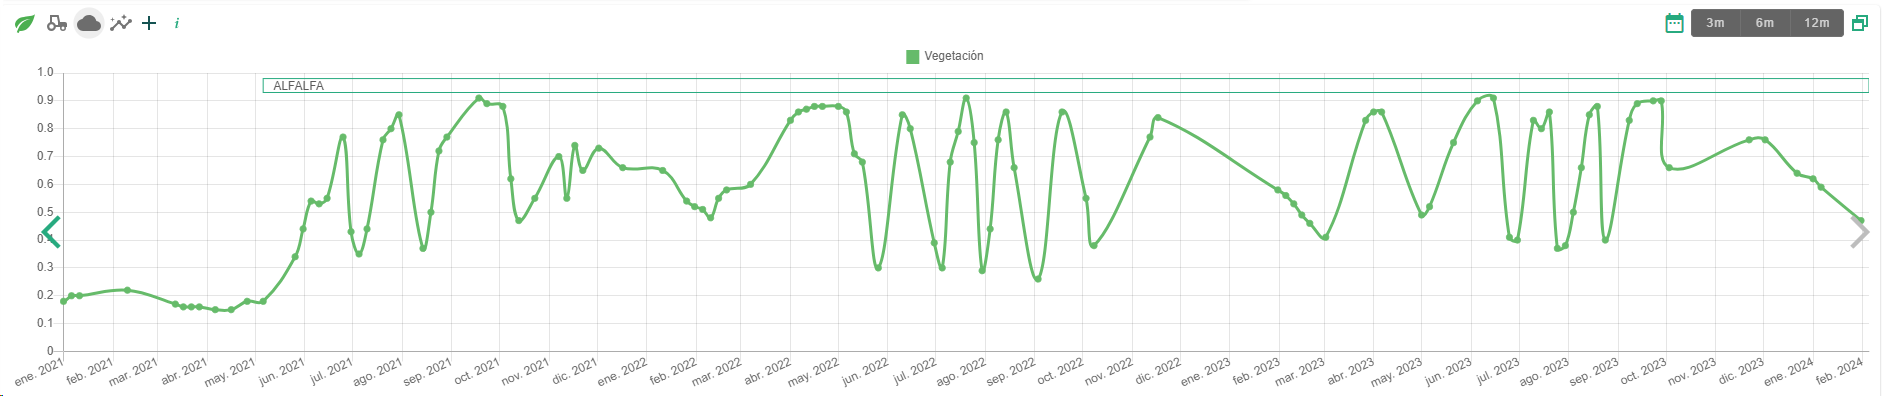 i
3m 6m 12m
Vegetación
1.0
ALFALFA
0.9
0.8
0.7
0.6
0.5
0.4
0.3
0.2
0.1
0
ene. 2021 feb. 2021 mar. 2021 abr. 2021 may. 2021 jun. 2021 jul. 2021 ago. 2021 sep. 2021 oct. 2021 nov. 2021 dic. 2021 ene. 2022 feb. 2022 mar. 2022 abr. 2022 may. 2022 jun. 2022 jul. 2022 ago. 2022 sep. 2022 oct. 2022 nov. 2022 dic. 2022 ene. 2023 feb. 2023 mar. 2023 abr. 2023 may. 2023 jun. 2023 jul. 2023 ago. 2023 sep. 2023 oct. 2023 nov. 2023 dic. 2023 ene. 2024 feb. 2024